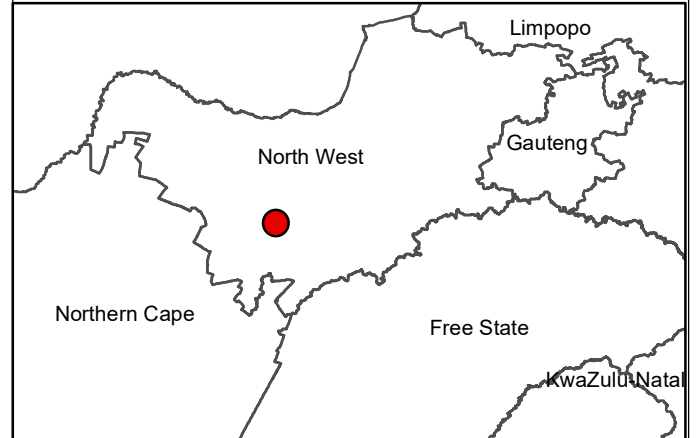 Limpopo
Gauteng
North West
Northern Cape
Free State
KwaZulu-Natal